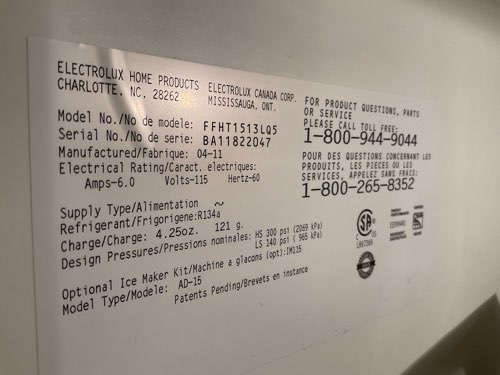 ELECTROLUX HOME PRODUCTS
CHARLOTTE, NC, 28262
ELECTROLUX CANADA CORP.
MISSISSAUGA, ONT.
Model No./No de modele: FFHT1513LQ5
Serial No./No de serie: BA11822047
Manufactured/Fabrique: 04-11
Electrical Rating/Caract. electriques:
Amps-6.0 Volts-115 Hertz-60
Supply Type/Alimentation ~
Refrigerant/Frigorigene:R134a
Charge/Charge: 4.25oz. 121 g.
Design Pressures/Pressions nominales: HS 300 psi (2069 kPa)
LS 140 psi ( 965 kPa)
Optional Ice Maker Kit/Machine a glacons (opt):IM115
Model Type/Modele: AD-15
Patents Pending/Brevets en instance
FOR PRODUCT QUESTIONS, PARTS
OR SERVICE
PLEASE CALL TOLL FREE:
1-800-944-9044
POUR DES QUESTIONS CONCERNANT LES
PRODUITS, LES PIECES OU LES
SERVICES, APPELEZ SANS FRAIS:
1-800-265-8352
SA
C US